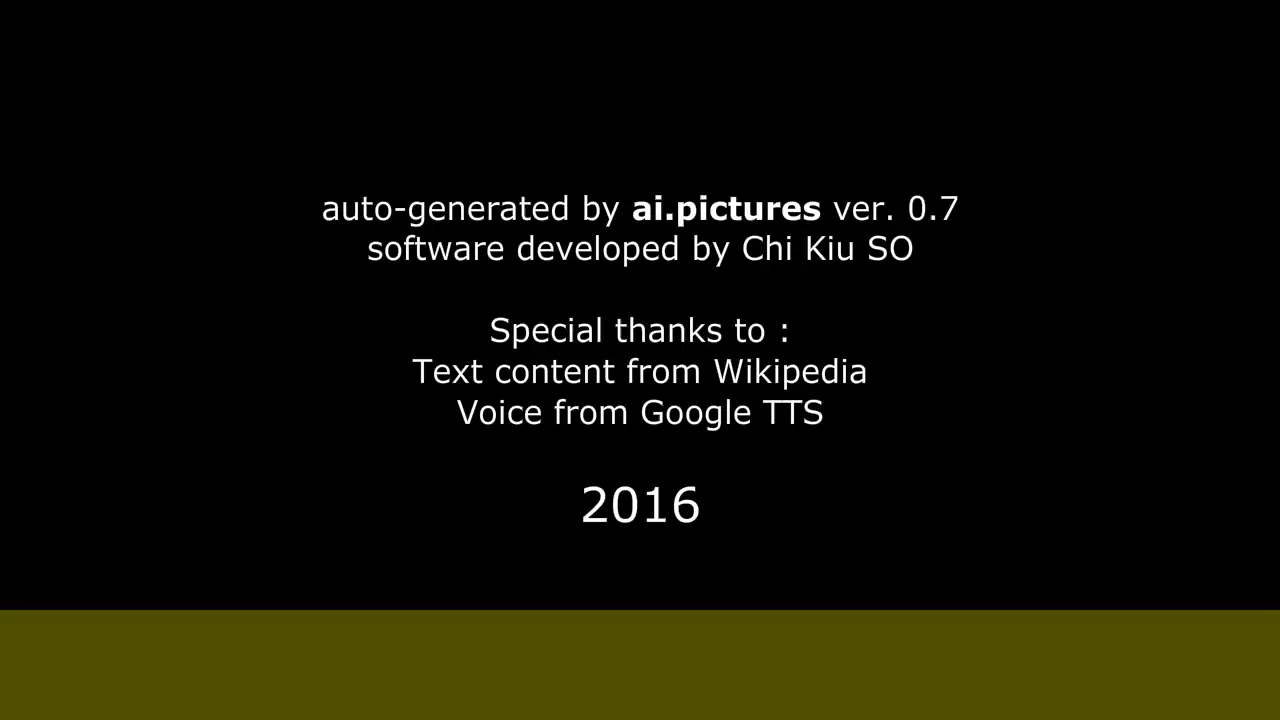 auto-generated by ai.pictures ver. 0.7
software developed by Chi Kiu SO
Special thanks to :
Text content from Wikipedia
Voice from Google TTS
2016